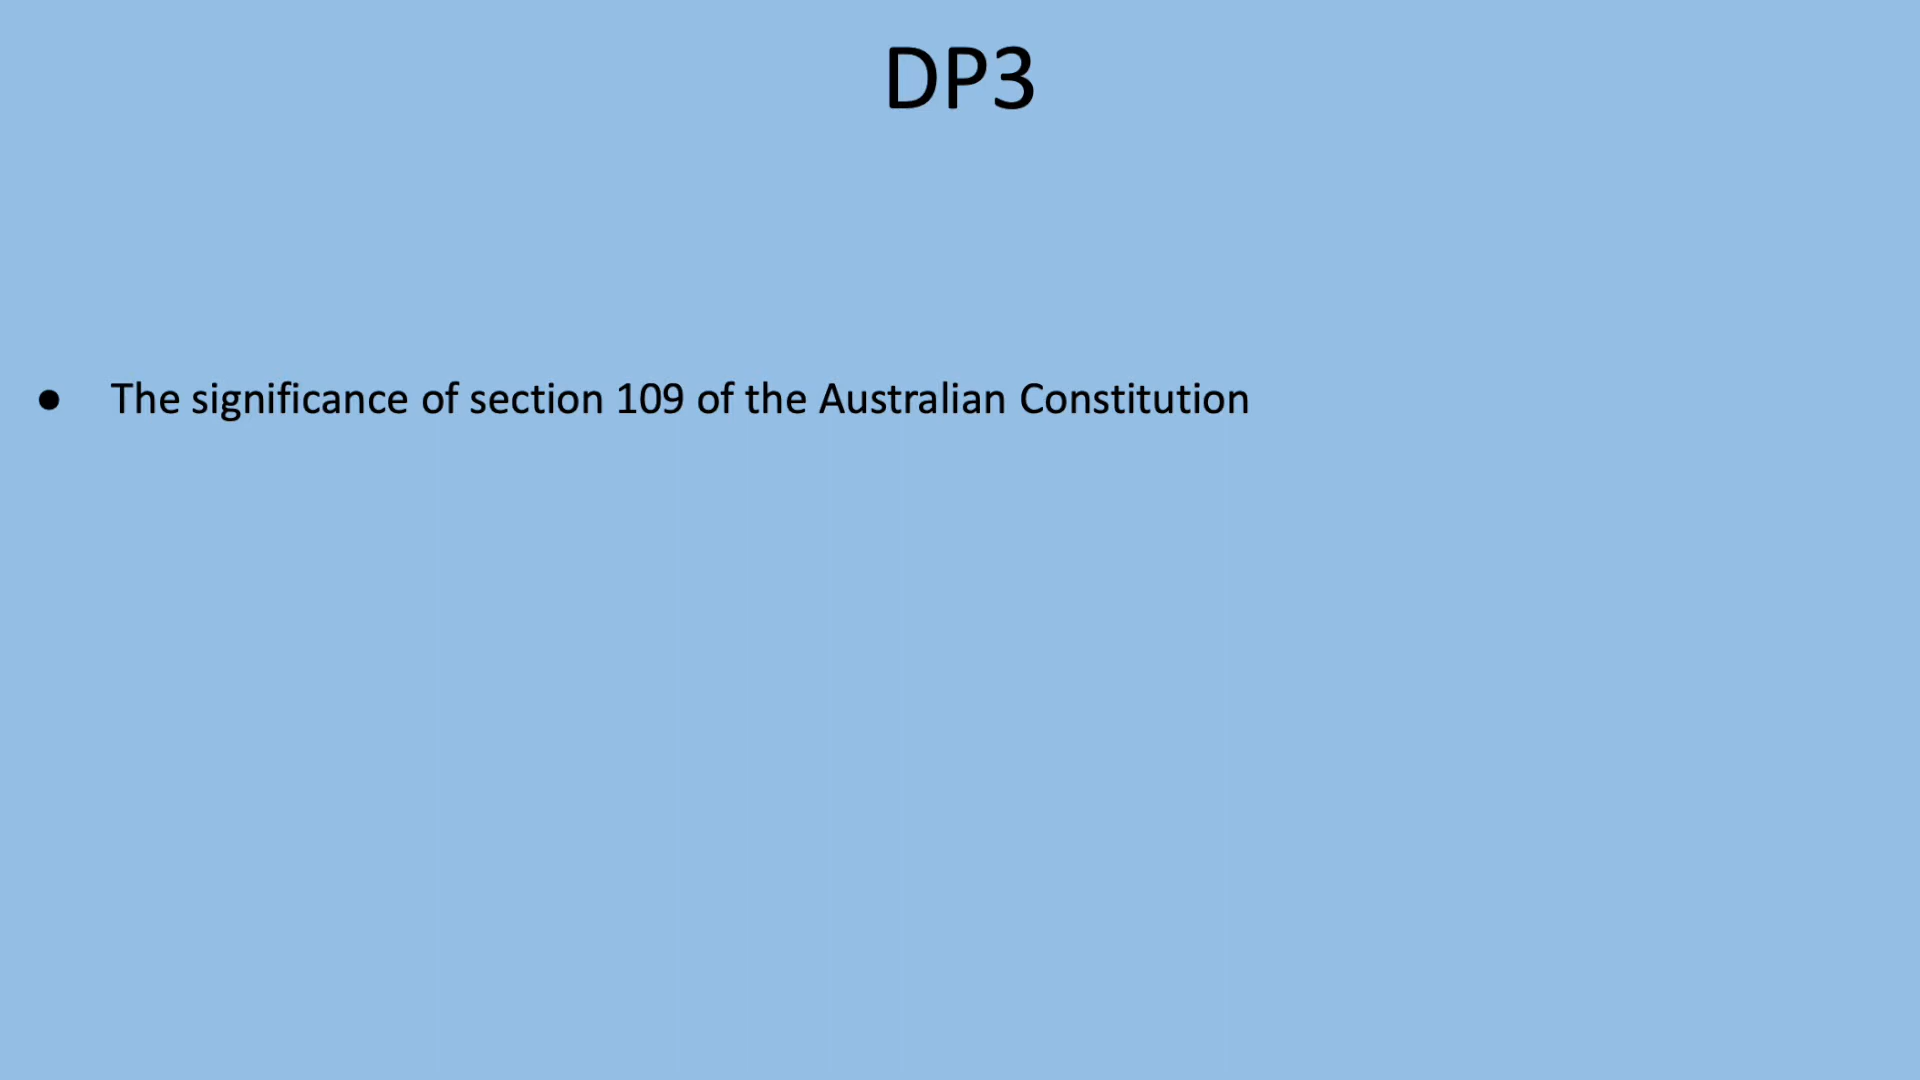 DP3
● The significance of section 109 of the Australian Constitution